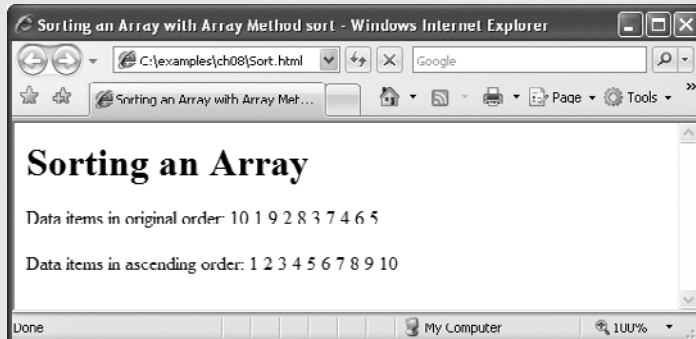 Sorting an Array with Array Method sort - Windows Internet Explorer
C:\examples\ch08\Sort.html
Google
Sorting an Array with Array Met...
Page
Tools
»
Sorting an Array
Data items in original order: 10 1 9 2 8 3 7 4 6 5
Data items in ascending order: 1 2 3 4 5 6 7 8 9 10
Done
My Computer
100%